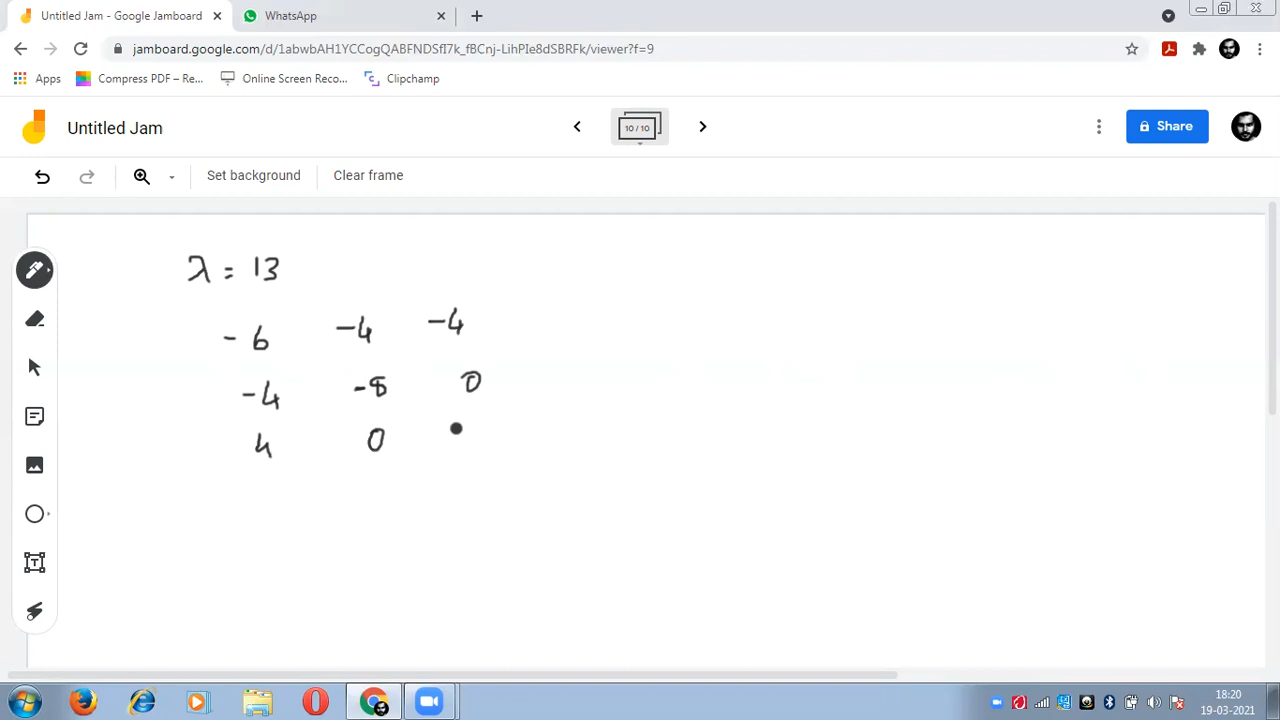 Untitled Jam - Google Jamboard
WhatsApp
jamboard.google.com/d/1abwbAH1YCCogQABFNDSfI7k_fBCnj-LihPIe8dSBRFk/viewer?f=9
Apps
Compress PDF – Re...
Online Screen Reco...
Clipchamp
Untitled Jam
10 / 10
Share
Set background
Clear frame
λ = 13
-6 -4 -4
-4 -8 0
4 0
18:20
19-03-2021